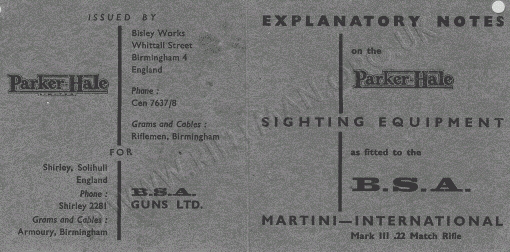 ISSUED BY
Bisley Works
Whittall Street
Birmingham 4
England
Parker-Hale
LIMITED
Phone :
Cen 7637/8
Grams and Cables :
Riflemen, Birmingham
FOR
Shirley, Solihull
England
Phone :
Shirley 2281
Grams and Cables :
Armoury, Birmingham
B.S.A.
GUNS LTD.
EXPLANATORY NOTES
on the
Parker-Hale
SIGHTING EQUIPMENT
as fitted to the
B.S.A.
MARTINI—INTERNATIONAL
Mark III .22 Match Rifle